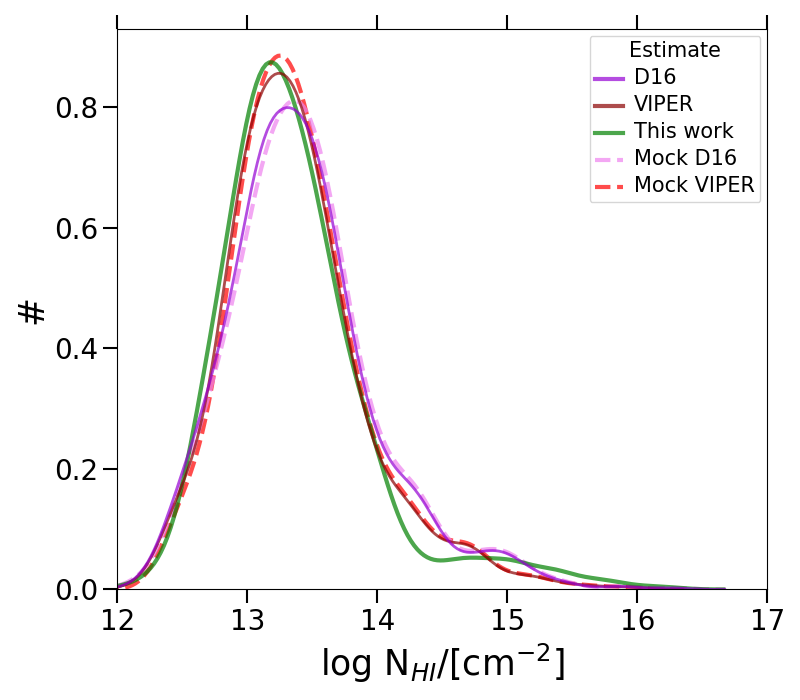 Estimate
D16
VIPER
This work
Mock D16
Mock VIPER
#
0.8
0.6
0.4
0.2
0.0
12 13 14 15 16 17
log N_{HI}/[cm^{−2}]